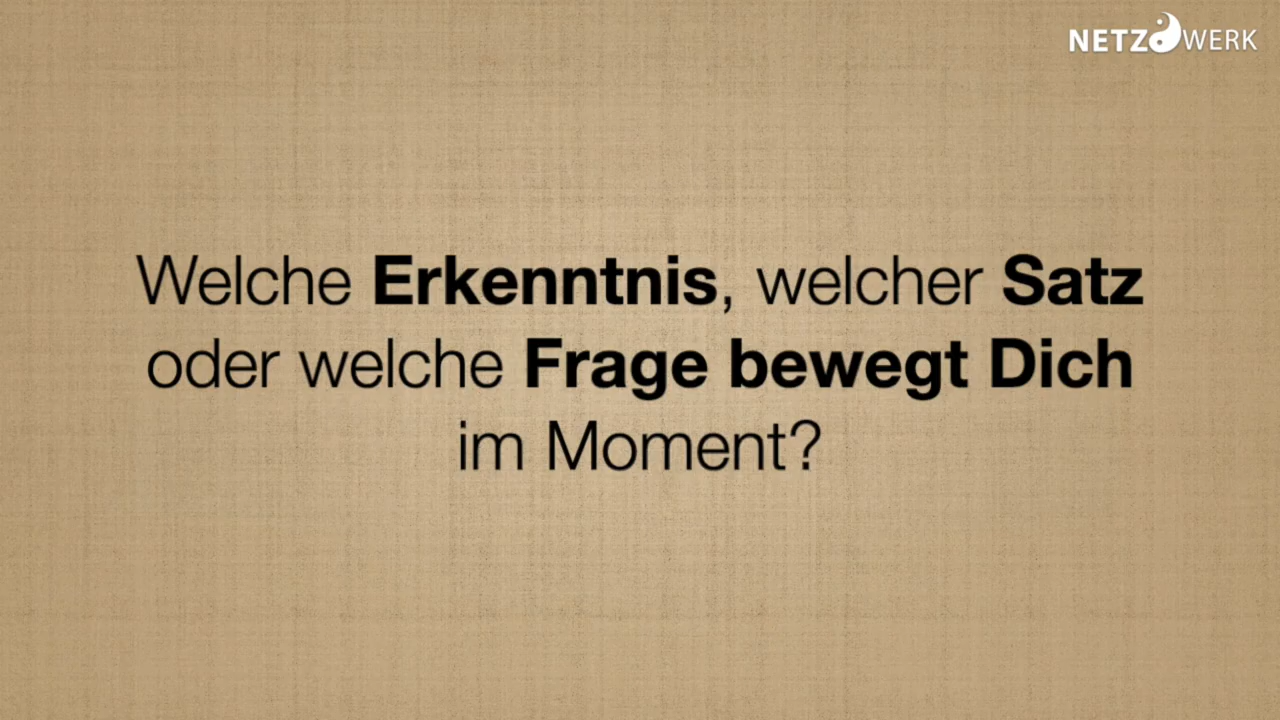 NETZWERK
Welche Erkenntnis, welcher Satz
oder welche Frage bewegt Dich
im Moment?